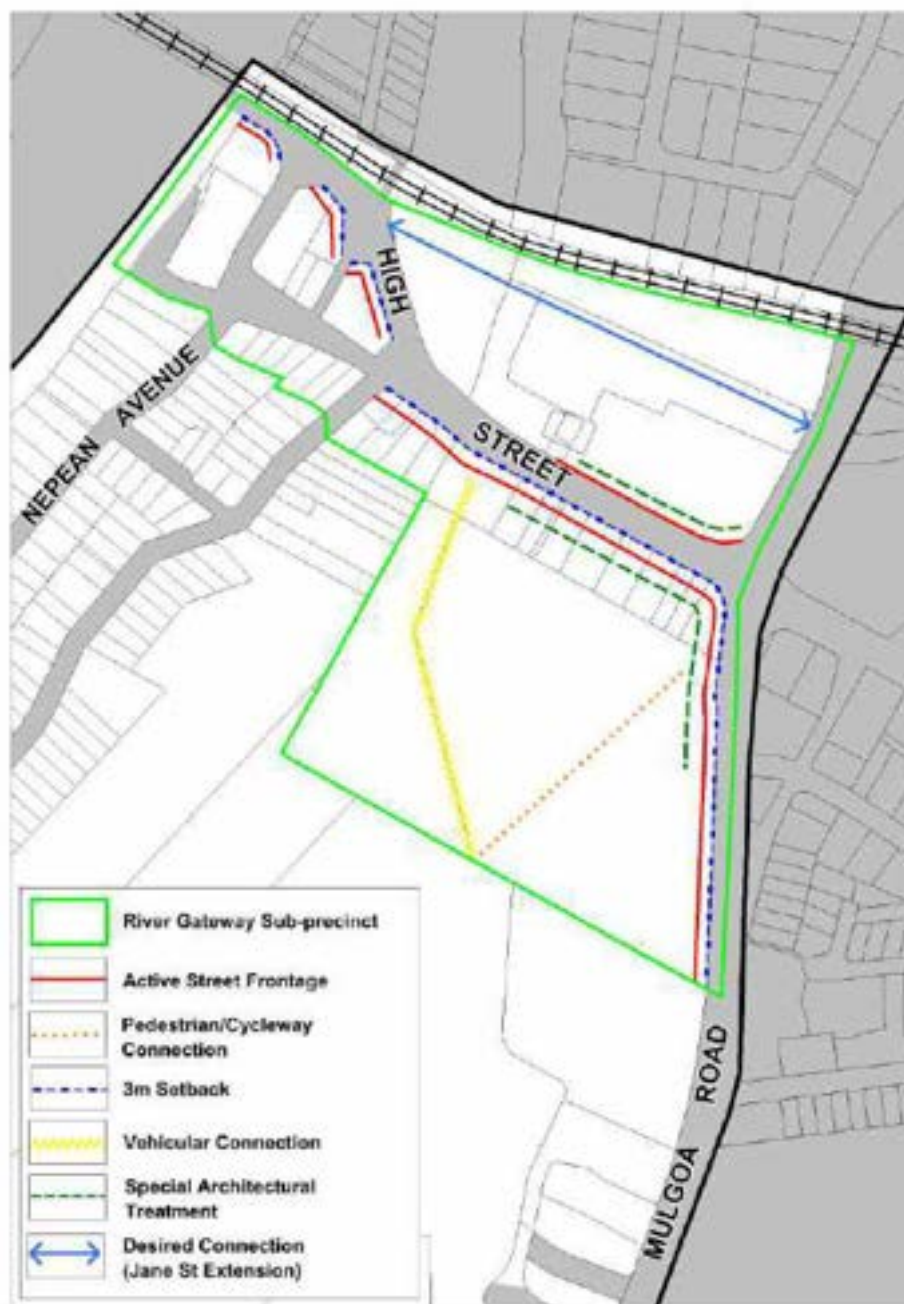 HIGH
STREET
NEPEAN AVENUE
MULGOA ROAD
River Gateway Sub-precinct
Active Street Frontage
Pedestrian/Cycleway
Connection
3m Setback
Vehicular Connection
Special Architectural
Treatment
Desired Connection
(Jane St Extension)